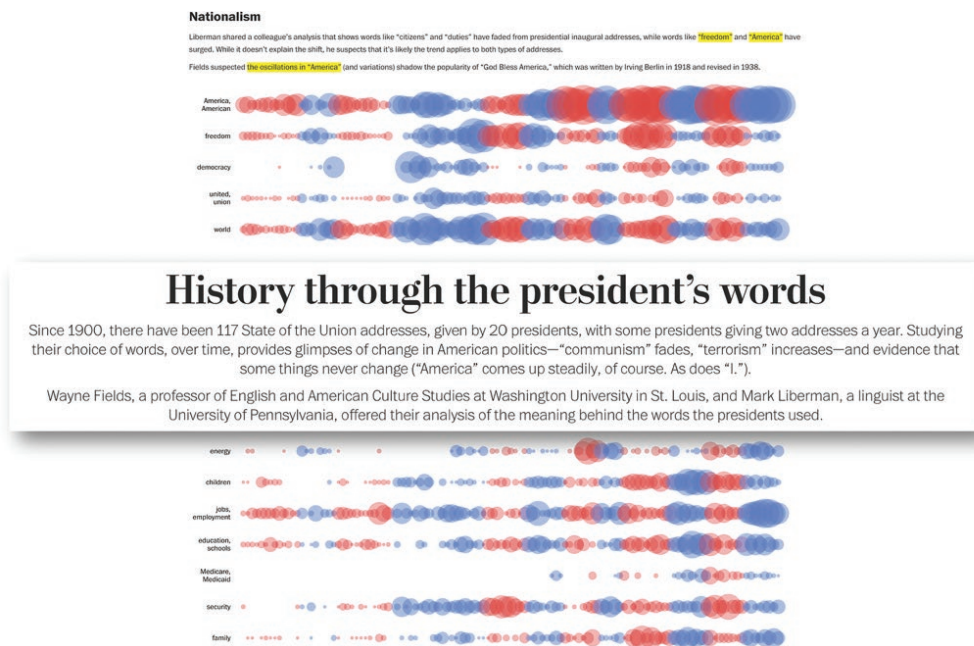 Nationalism
Liberman shared a colleague's analysis that shows words like "citizens" and "duties" have faded from presidential inaugural addresses, while words like "freedom" and "America" have
surged. While it doesn't explain the shift, he suspects that it's likely the trend applies to both types of addresses.
Fields suspected the oscillations in "America" (and variations) shadow the popularity of "God Bless America," which was written by Irving Berlin in 1918 and revised in 1938.
America,
American
freedom
democracy
united,
union
world
History through the president's words
Since 1900, there have been 117 State of the Union addresses, given by 20 presidents, with some presidents giving two addresses a year. Studying
their choice of words, over time, provides glimpses of change in American politics—"communism" fades, "terrorism" increases—and evidence that
some things never change ("America" comes up steadily, of course. As does "I.").
Wayne Fields, a professor of English and American Culture Studies at Washington University in St. Louis, and Mark Liberman, a linguist at the
University of Pennsylvania, offered their analysis of the meaning behind the words the presidents used.
energy
children
jobs,
employment
education,
schools
Medicare,
Medicaid
security
family